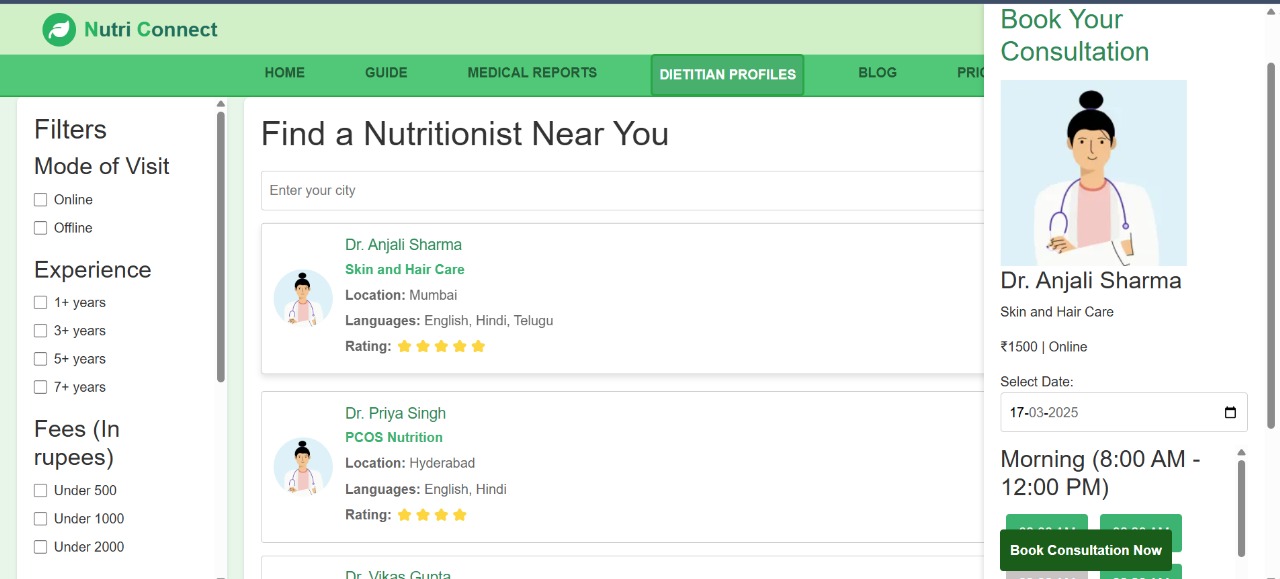 Nutri Connect
HOME GUIDE MEDICAL REPORTS DIETITIAN PROFILES BLOG
Filters
Mode of Visit
Online
Offline
Experience
1+ years
3+ years
5+ years
7+ years
Fees (In
rupees)
Under 500
Under 1000
Under 2000
Find a Nutritionist Near You
Enter your city
Dr. Anjali Sharma
Skin and Hair Care
Location: Mumbai
Languages: English, Hindi, Telugu
Rating:
Dr. Priya Singh
PCOS Nutrition
Location: Hyderabad
Languages: English, Hindi
Rating:
Dr. Vikas Gupta
Book Your
Consultation
Dr. Anjali Sharma
Skin and Hair Care
₹1500 | Online
Select Date:
17-03-2025
Morning (8:00 AM -
12:00 PM)
Book Consultation Now